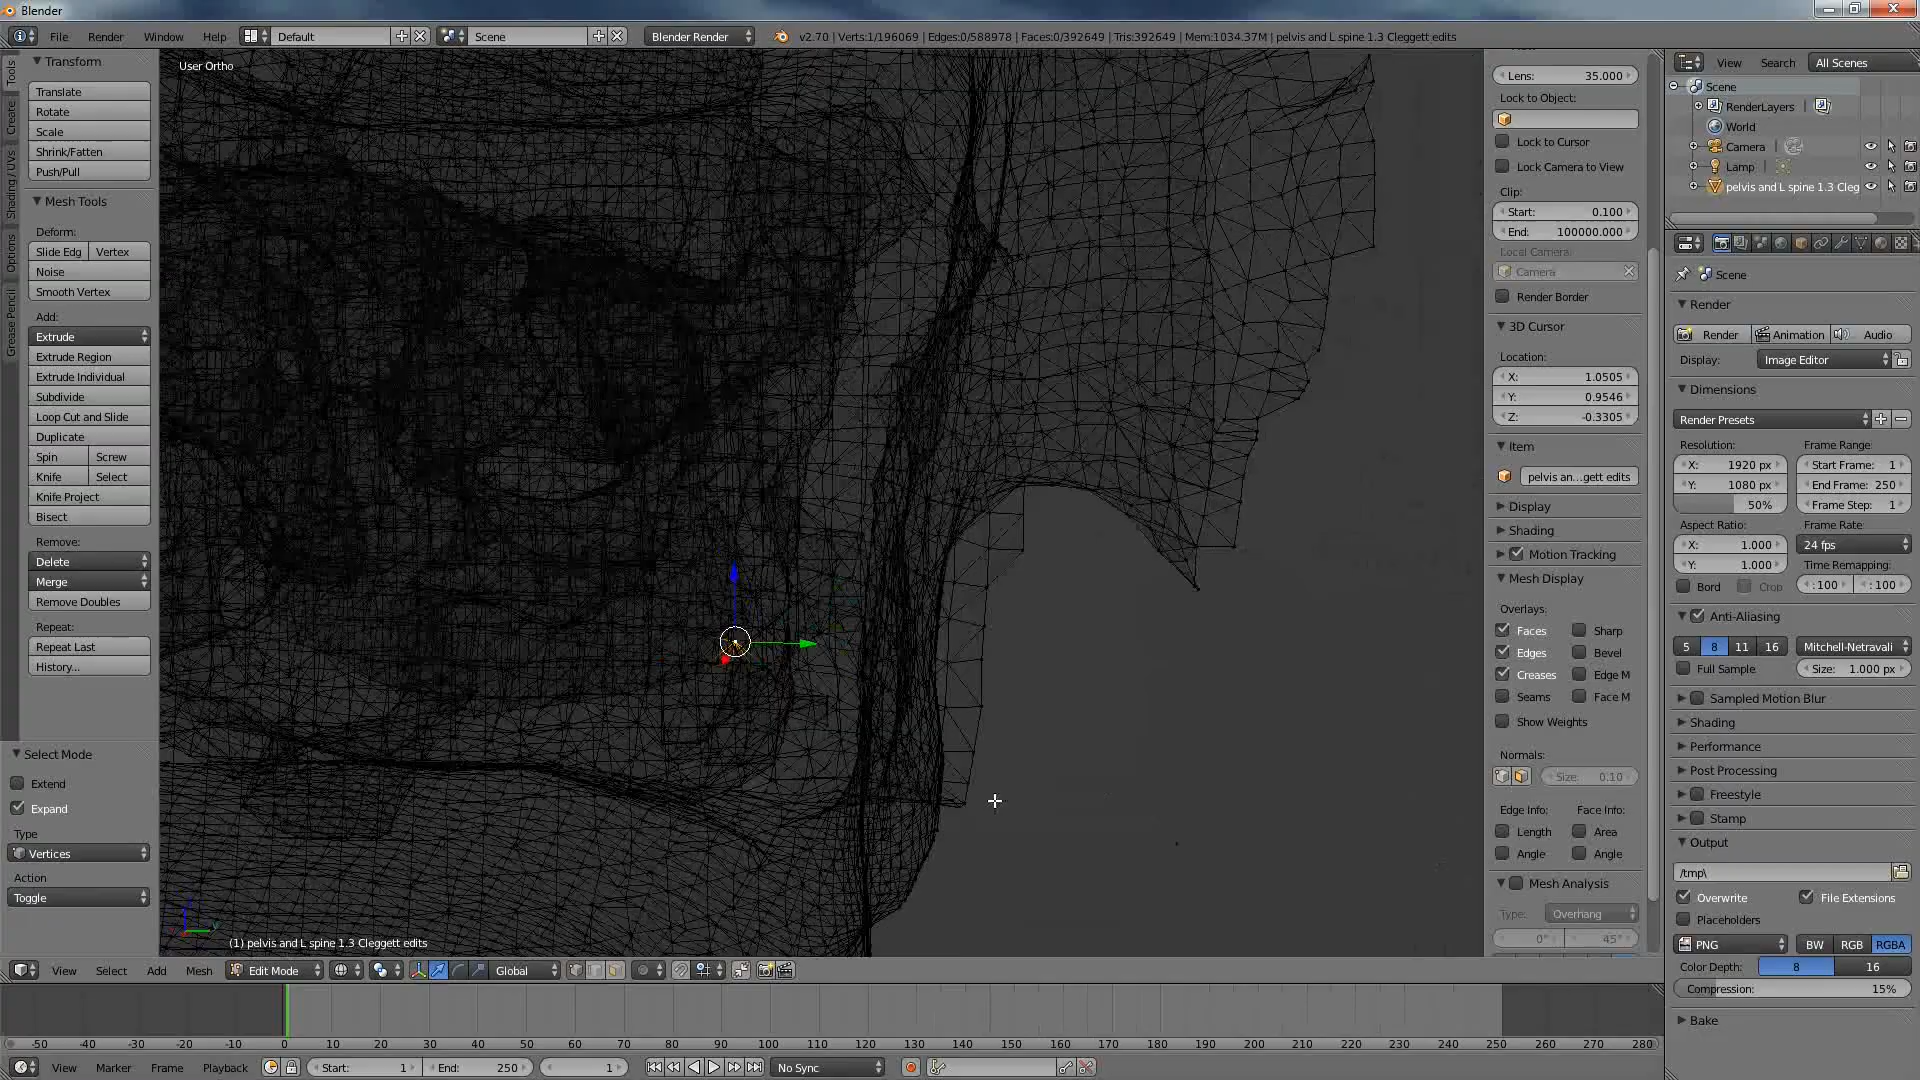 Blender
File Render Window Help Default Scene Blender Render v2.70 | Verts:1/196069 | Edges:0/588978 | Faces:0/392649 | Tris:392649 | Mem:1034.37M | pelvis and L spine 1.3 Cleggett edits
Tools
Create
Shading / UVs
Options
Grease Pencil
Transform
Translate
Rotate
Scale
Shrink/Fatten
Push/Pull
Mesh Tools
Deform:
Slide Edg Vertex
Noise
Smooth Vertex
Add:
Extrude
Extrude Region
Extrude Individual
Subdivide
Loop Cut and Slide
Duplicate
Spin Screw
Knife Select
Knife Project
Bisect
Remove:
Delete
Merge
Remove Doubles
Repeat:
Repeat Last
History...
Select Mode
Extend
Expand
Type
Vertices
Action
Toggle
User Ortho
(1) pelvis and L spine 1.3 Cleggett edits
Lens: 35.000
Lock to Object:
Lock to Cursor
Lock Camera to View
Clip:
Start: 0.100
End: 100000.000
Local Camera:
Camera
Render Border
3D Cursor
Location:
X: 1.0505
Y: 0.9546
Z: -0.3305
Item
pelvis an...gett edits
Display
Shading
Motion Tracking
Mesh Display
Overlays:
Faces Sharp
Edges Bevel
Creases Edge M
Seams Face M
Show Weights
Normals:
Size: 0.10
Edge Info: Face Info:
Length Area
Angle Angle
Mesh Analysis
Type: Overhang
0° 45°
View Search All Scenes
Scene
RenderLayers
World
Camera
Lamp
pelvis and L spine 1.3 Cleg
Scene
Render
Render Animation Audio
Display: Image Editor
Dimensions
Render Presets
Resolution: Frame Range:
X: 1920 px Start Frame: 1
Y: 1080 px End Frame: 250
50% Frame Step: 1
Aspect Ratio: Frame Rate:
X: 1.000 24 fps
Y: 1.000 Time Remapping:
Bord Crop :100 :100
Anti-Aliasing
5 8 11 16 Mitchell-Netravali
Full Sample Size: 1.000 px
Sampled Motion Blur
Shading
Performance
Post Processing
Freestyle
Stamp
Output
/tmp\
Overwrite File Extensions
Placeholders
PNG BW RGB RGBA
Color Depth: 8 16
Compression: 15%
Bake
View Select Add Mesh Edit Mode Global
-50 -40 -30 -20 -10 0 10 20 30 40 50 60 70 80 90 100 110 120 130 140 150 160 170 180 190 200 210 220 230 240 250 260 270 280
View Marker Frame Playback Start: 1 End: 250 1 No Sync